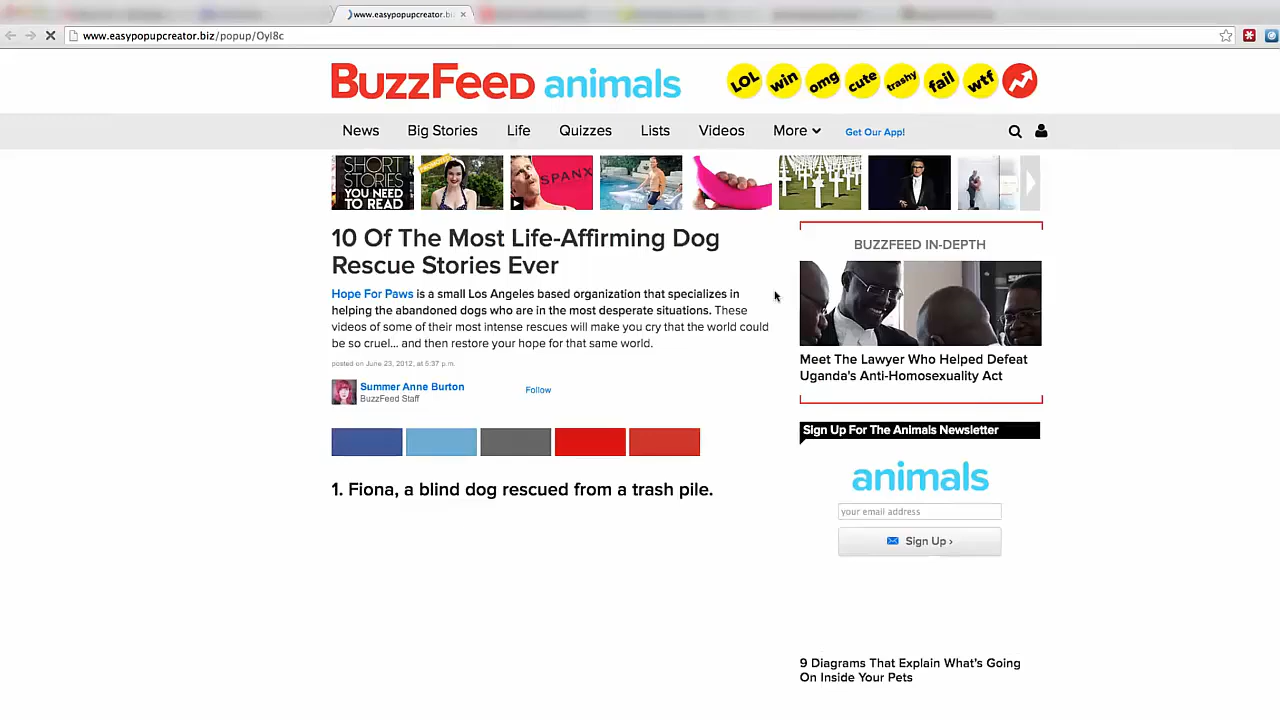 www.easypopupcreator.bi
www.easypopupcreator.biz/popup/Oyl8c
BuzzFeed animals
LOL win omg cute trashy fail wtf
News Big Stories Life Quizzes Lists Videos More Get Our App!
SHORT
STORIES
YOU NEED
TO READ
SPANX
10 Of The Most Life-Affirming Dog
Rescue Stories Ever
Hope For Paws is a small Los Angeles based organization that specializes in
helping the abandoned dogs who are in the most desperate situations. These
videos of some of their most intense rescues will make you cry that the world could
be so cruel... and then restore your hope for that same world.
posted on June 23, 2012, at 5:37 p.m.
Summer Anne Burton
BuzzFeed Staff
Follow
1. Fiona, a blind dog rescued from a trash pile.
BUZZFEED IN-DEPTH
Meet The Lawyer Who Helped Defeat
Uganda's Anti-Homosexuality Act
Sign Up For The Animals Newsletter
animals
your email address
Sign Up ›
9 Diagrams That Explain What's Going
On Inside Your Pets